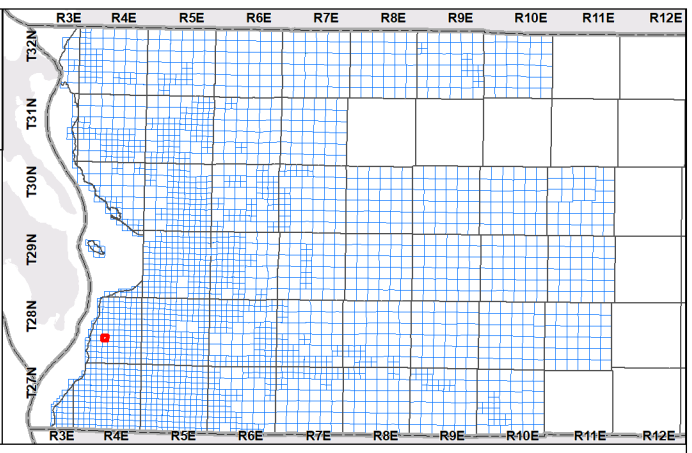 R3E R4E R5E R6E R7E R8E R9E R10E R11E R12E
T32N
T31N
T30N
T29N
T28N
T27N
R3E R4E R5E R6E R7E R8E R9E R10E R11E R12E